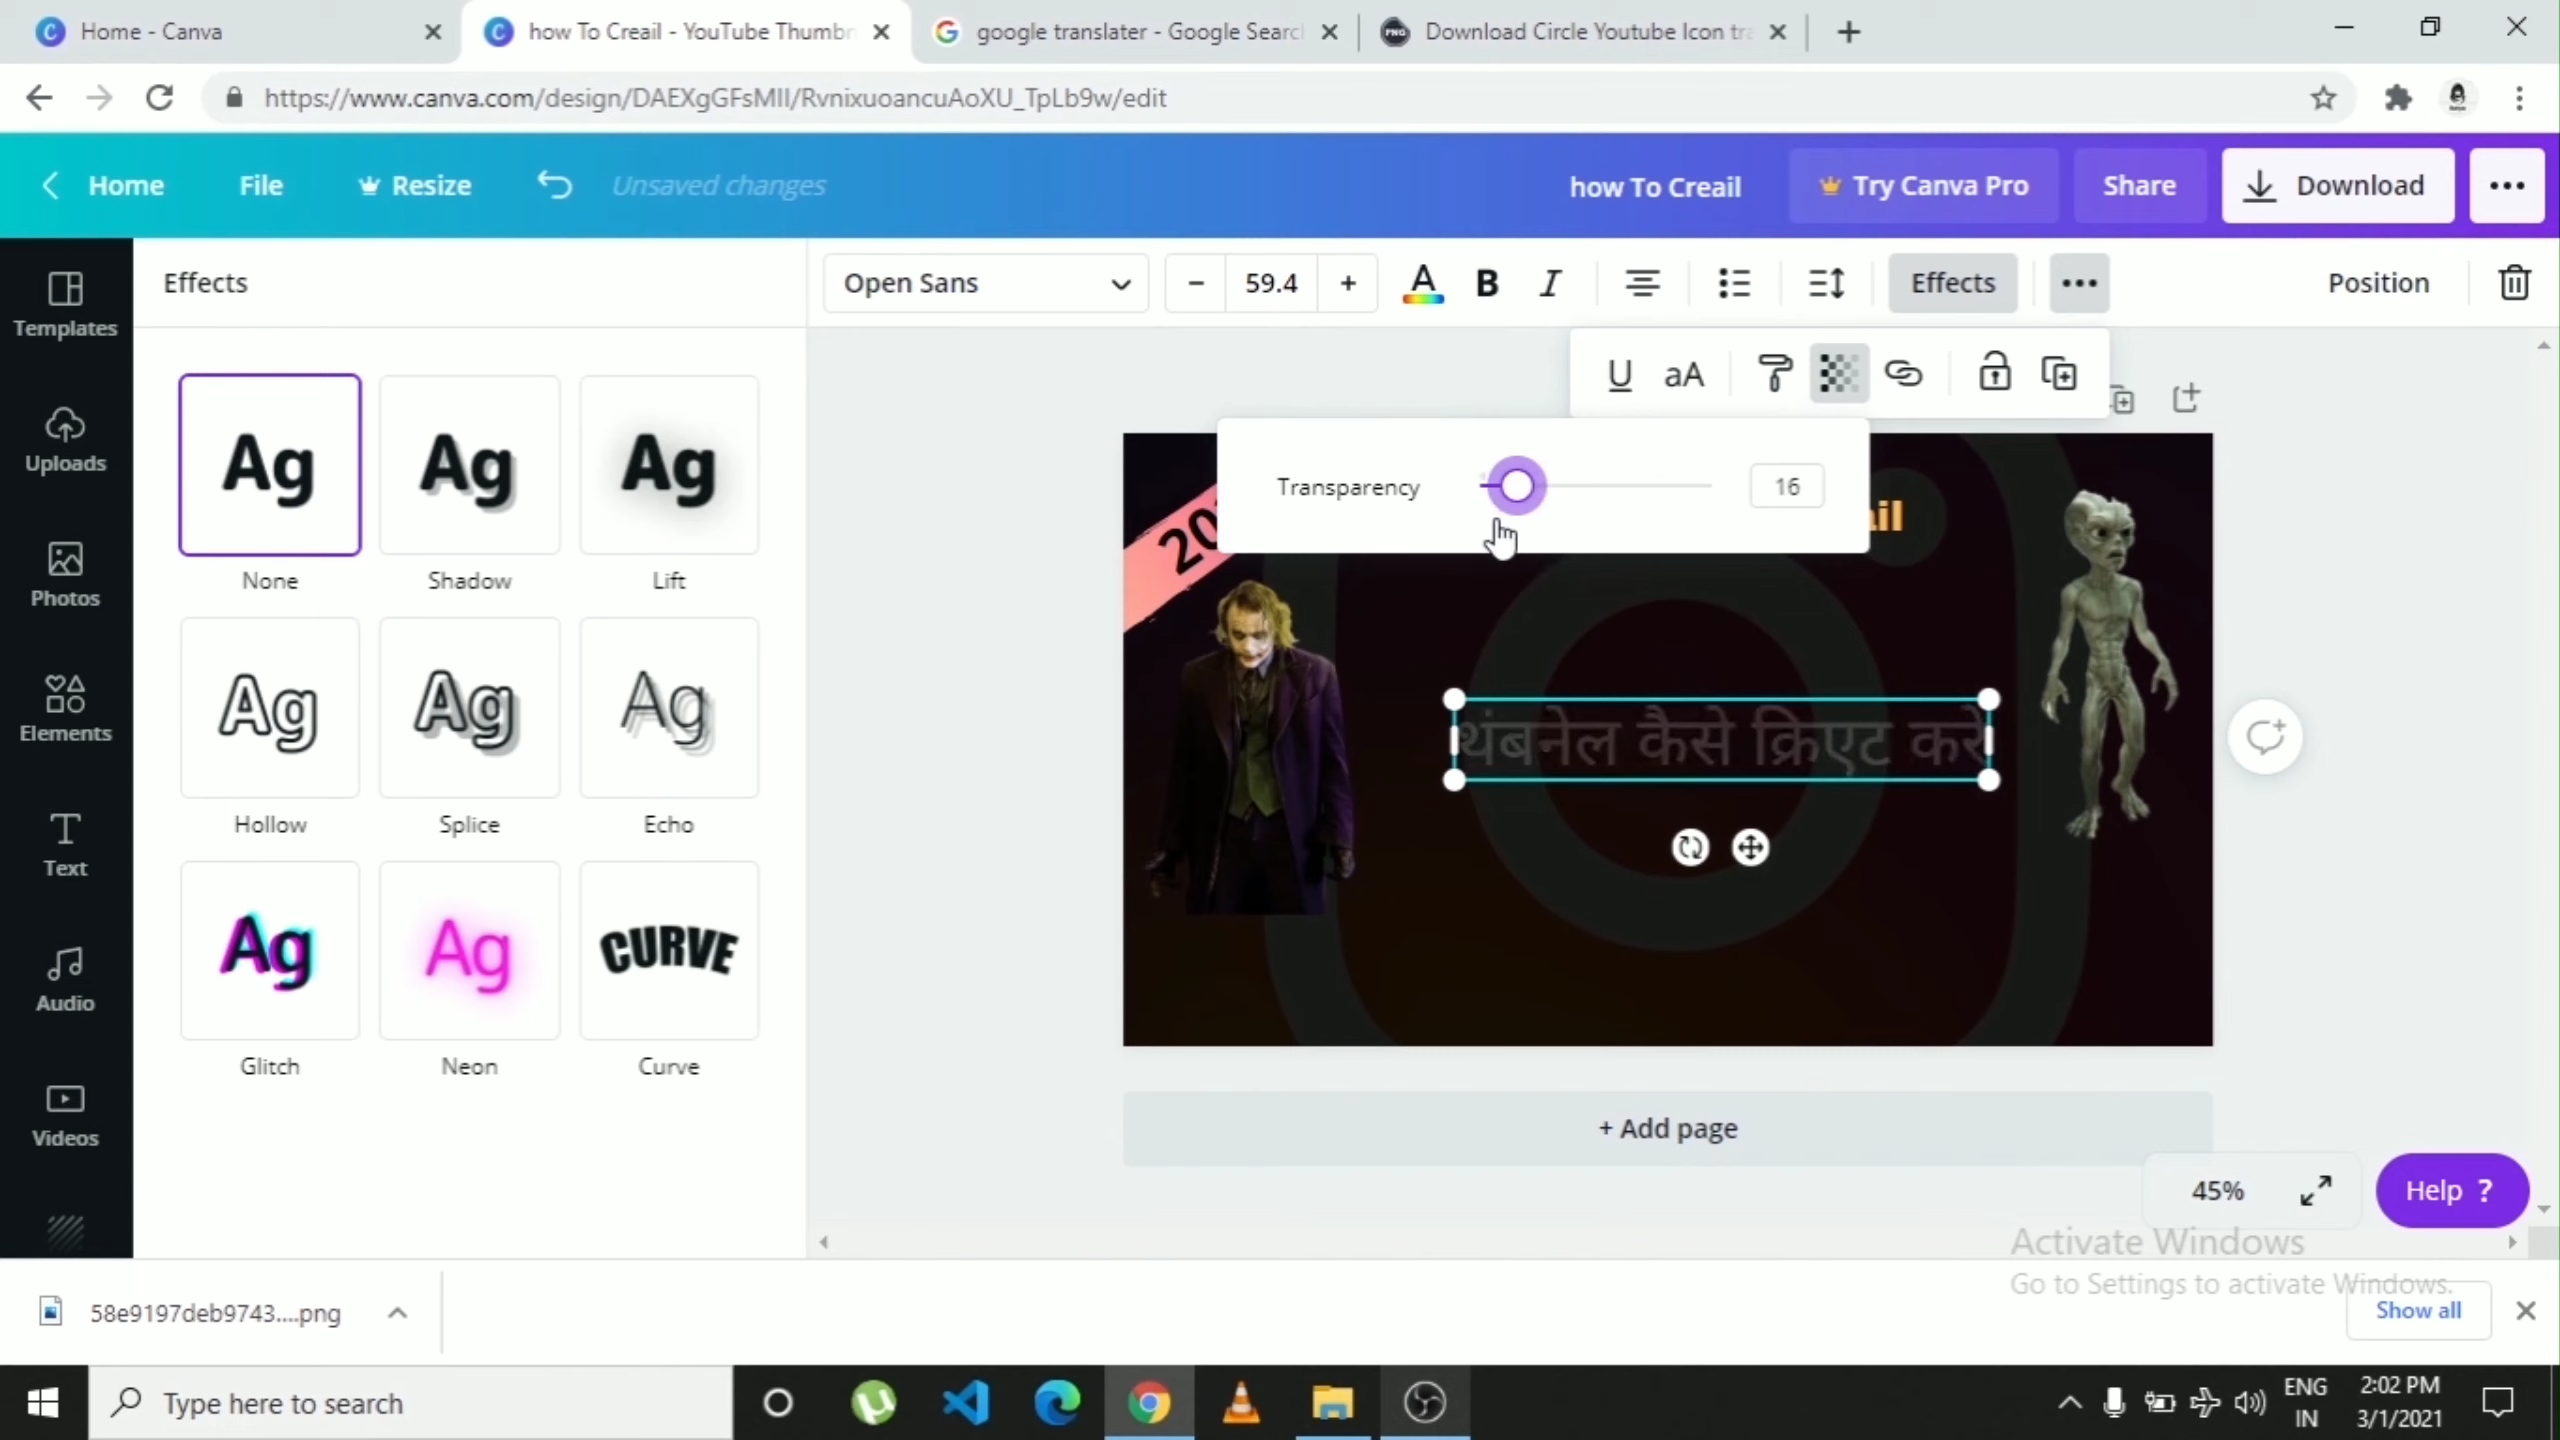 Home - Canva
how To Creail - YouTube Thumbn
google translater - Google Searc
Download Circle Youtube Icon tra
https://www.canva.com/design/DAEXgGFsMII/RvnixuoancuAoXU_TpLb9w/edit
Home
File
Resize
Unsaved changes
how To Creail
Try Canva Pro
Share
Download
Effects
Open Sans
59.4
A
B
I
Effects
Position
U
aA
Templates
Uploads
Photos
Elements
Text
Audio
Videos
Ag
None
Ag
Shadow
Ag
Lift
Ag
Hollow
Ag
Splice
Ag
Echo
Ag
Glitch
Ag
Neon
CURVE
Curve
Transparency
16
थंबनेल कैसे क्रिएट करे
+ Add page
45%
Help ?
Activate Windows
Go to Settings to activate Windows.
58e9197deb9743....png
Show all
Type here to search
ENG
IN
2:02 PM
3/1/2021